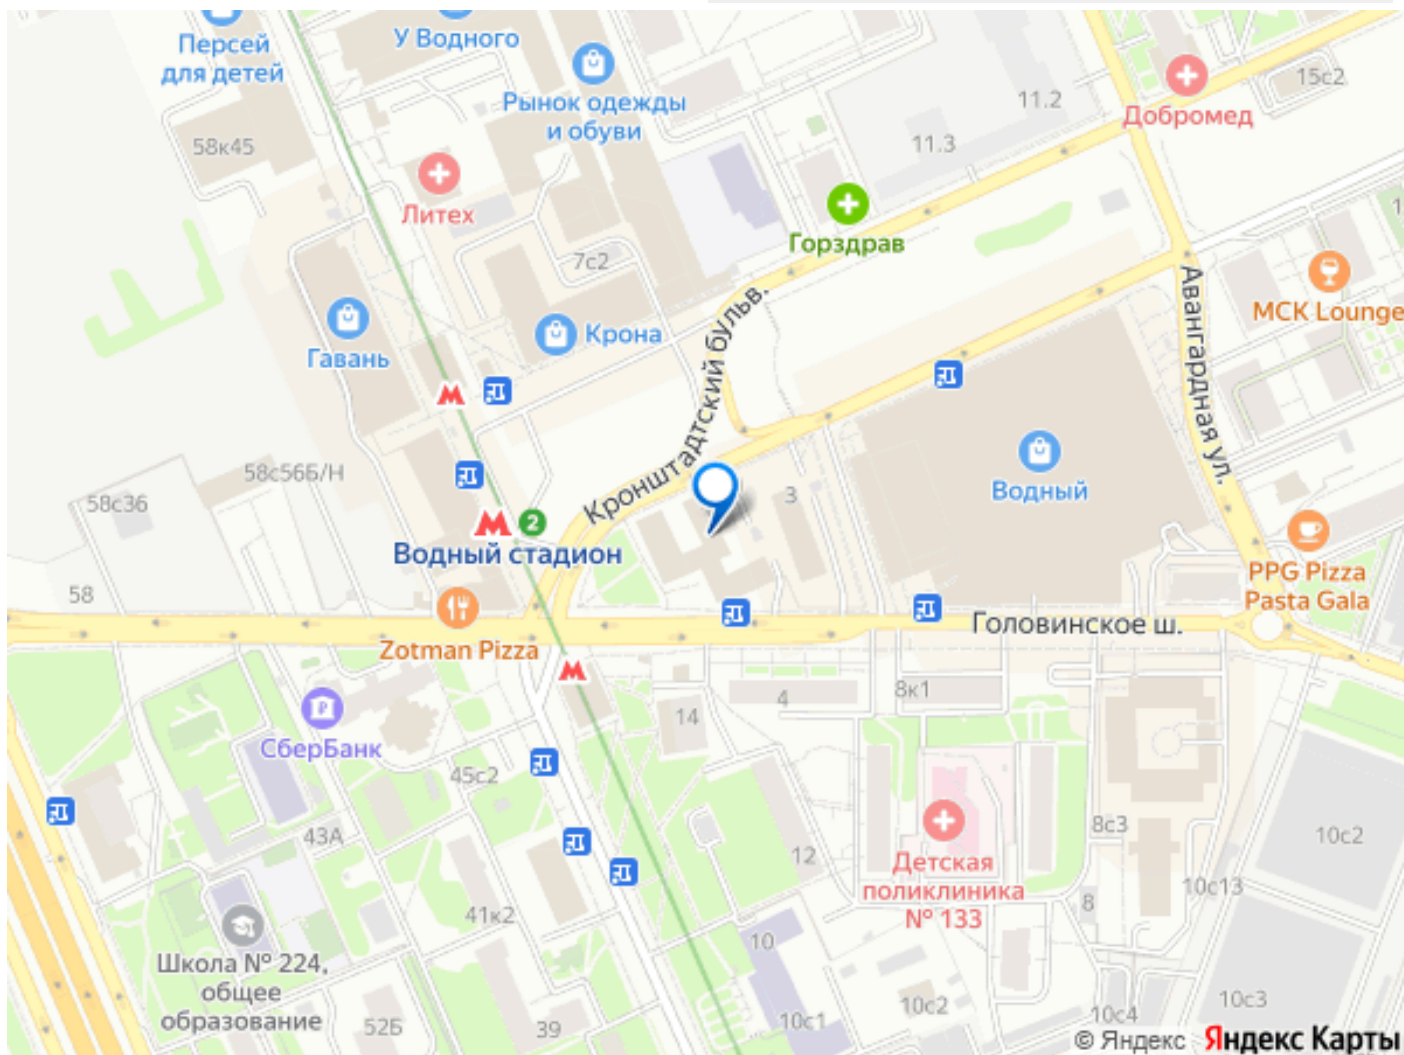 Персей
для детей
У Водного
Рынок одежды
и обуви
11.2
15с2
Добромед
58к45
11.3
Литех
Горздрав
7с2
MCK Lounge
Гавань
Крона
Кронштадтский бульв.
Авангардная ул.
58с56Б/Н
58с36
3
Водный
2
Водный стадион
58
PPG Pizza
Pasta Gala
Головинское ш.
Zotman Pizza
8к1
4
14
СберБанк
45с2
43А
8с3
10с2
12
Детская
поликлиника
№ 133
10с13
8
41к2
10
Школа № 224,
общее
образование
52Б
39
10с1
10с2
10с4
10с3
© Яндекс Яндекс Карты